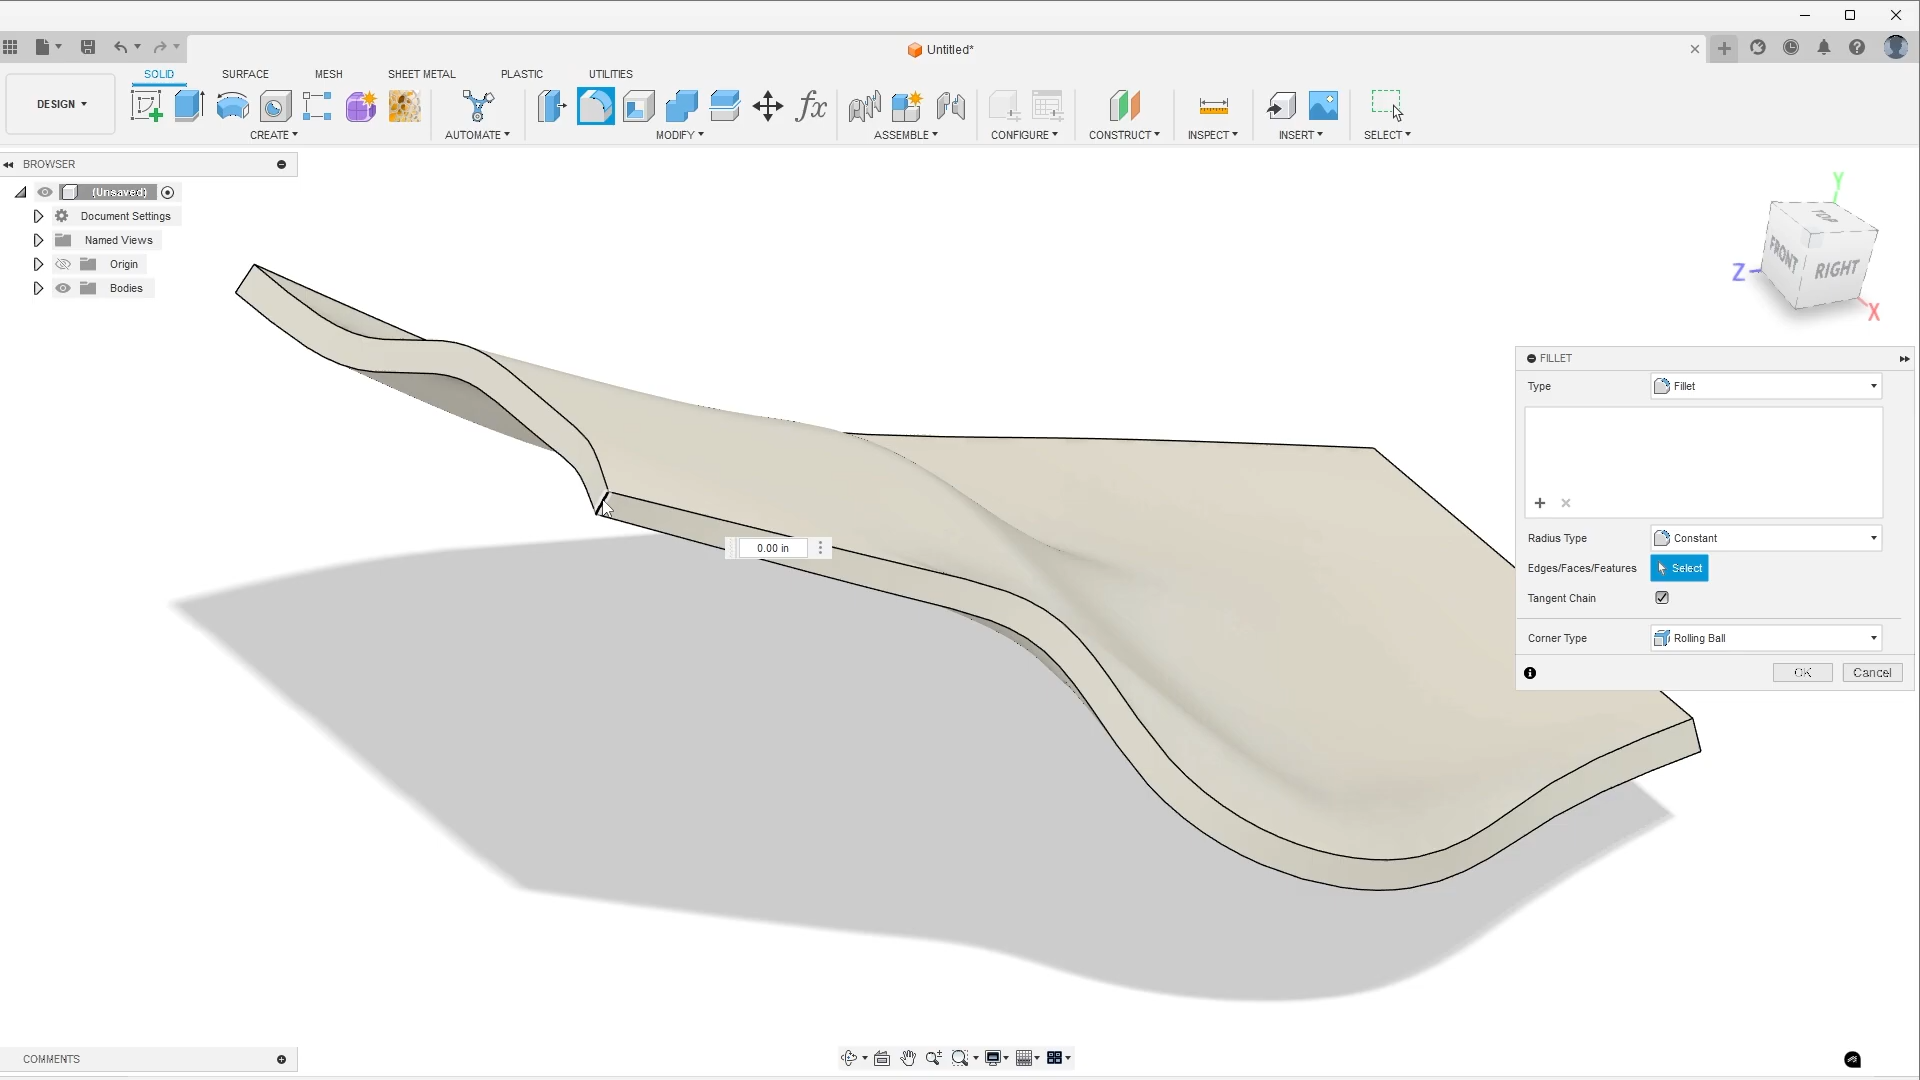 Untitled*
DESIGN
SOLID SURFACE MESH SHEET METAL PLASTIC UTILITIES
fx
CREATE AUTOMATE MODIFY ASSEMBLE CONFIGURE CONSTRUCT INSPECT INSERT SELECT
BROWSER
(Unsaved)
Document Settings
Named Views
Origin
Bodies
Y
TOP
FRONT
RIGHT
Z
X
FILLET
Type Fillet
Radius Type Constant
Edges/Faces/Features Select
Tangent Chain
Corner Type Rolling Ball
OK Cancel
0.00 in
COMMENTS